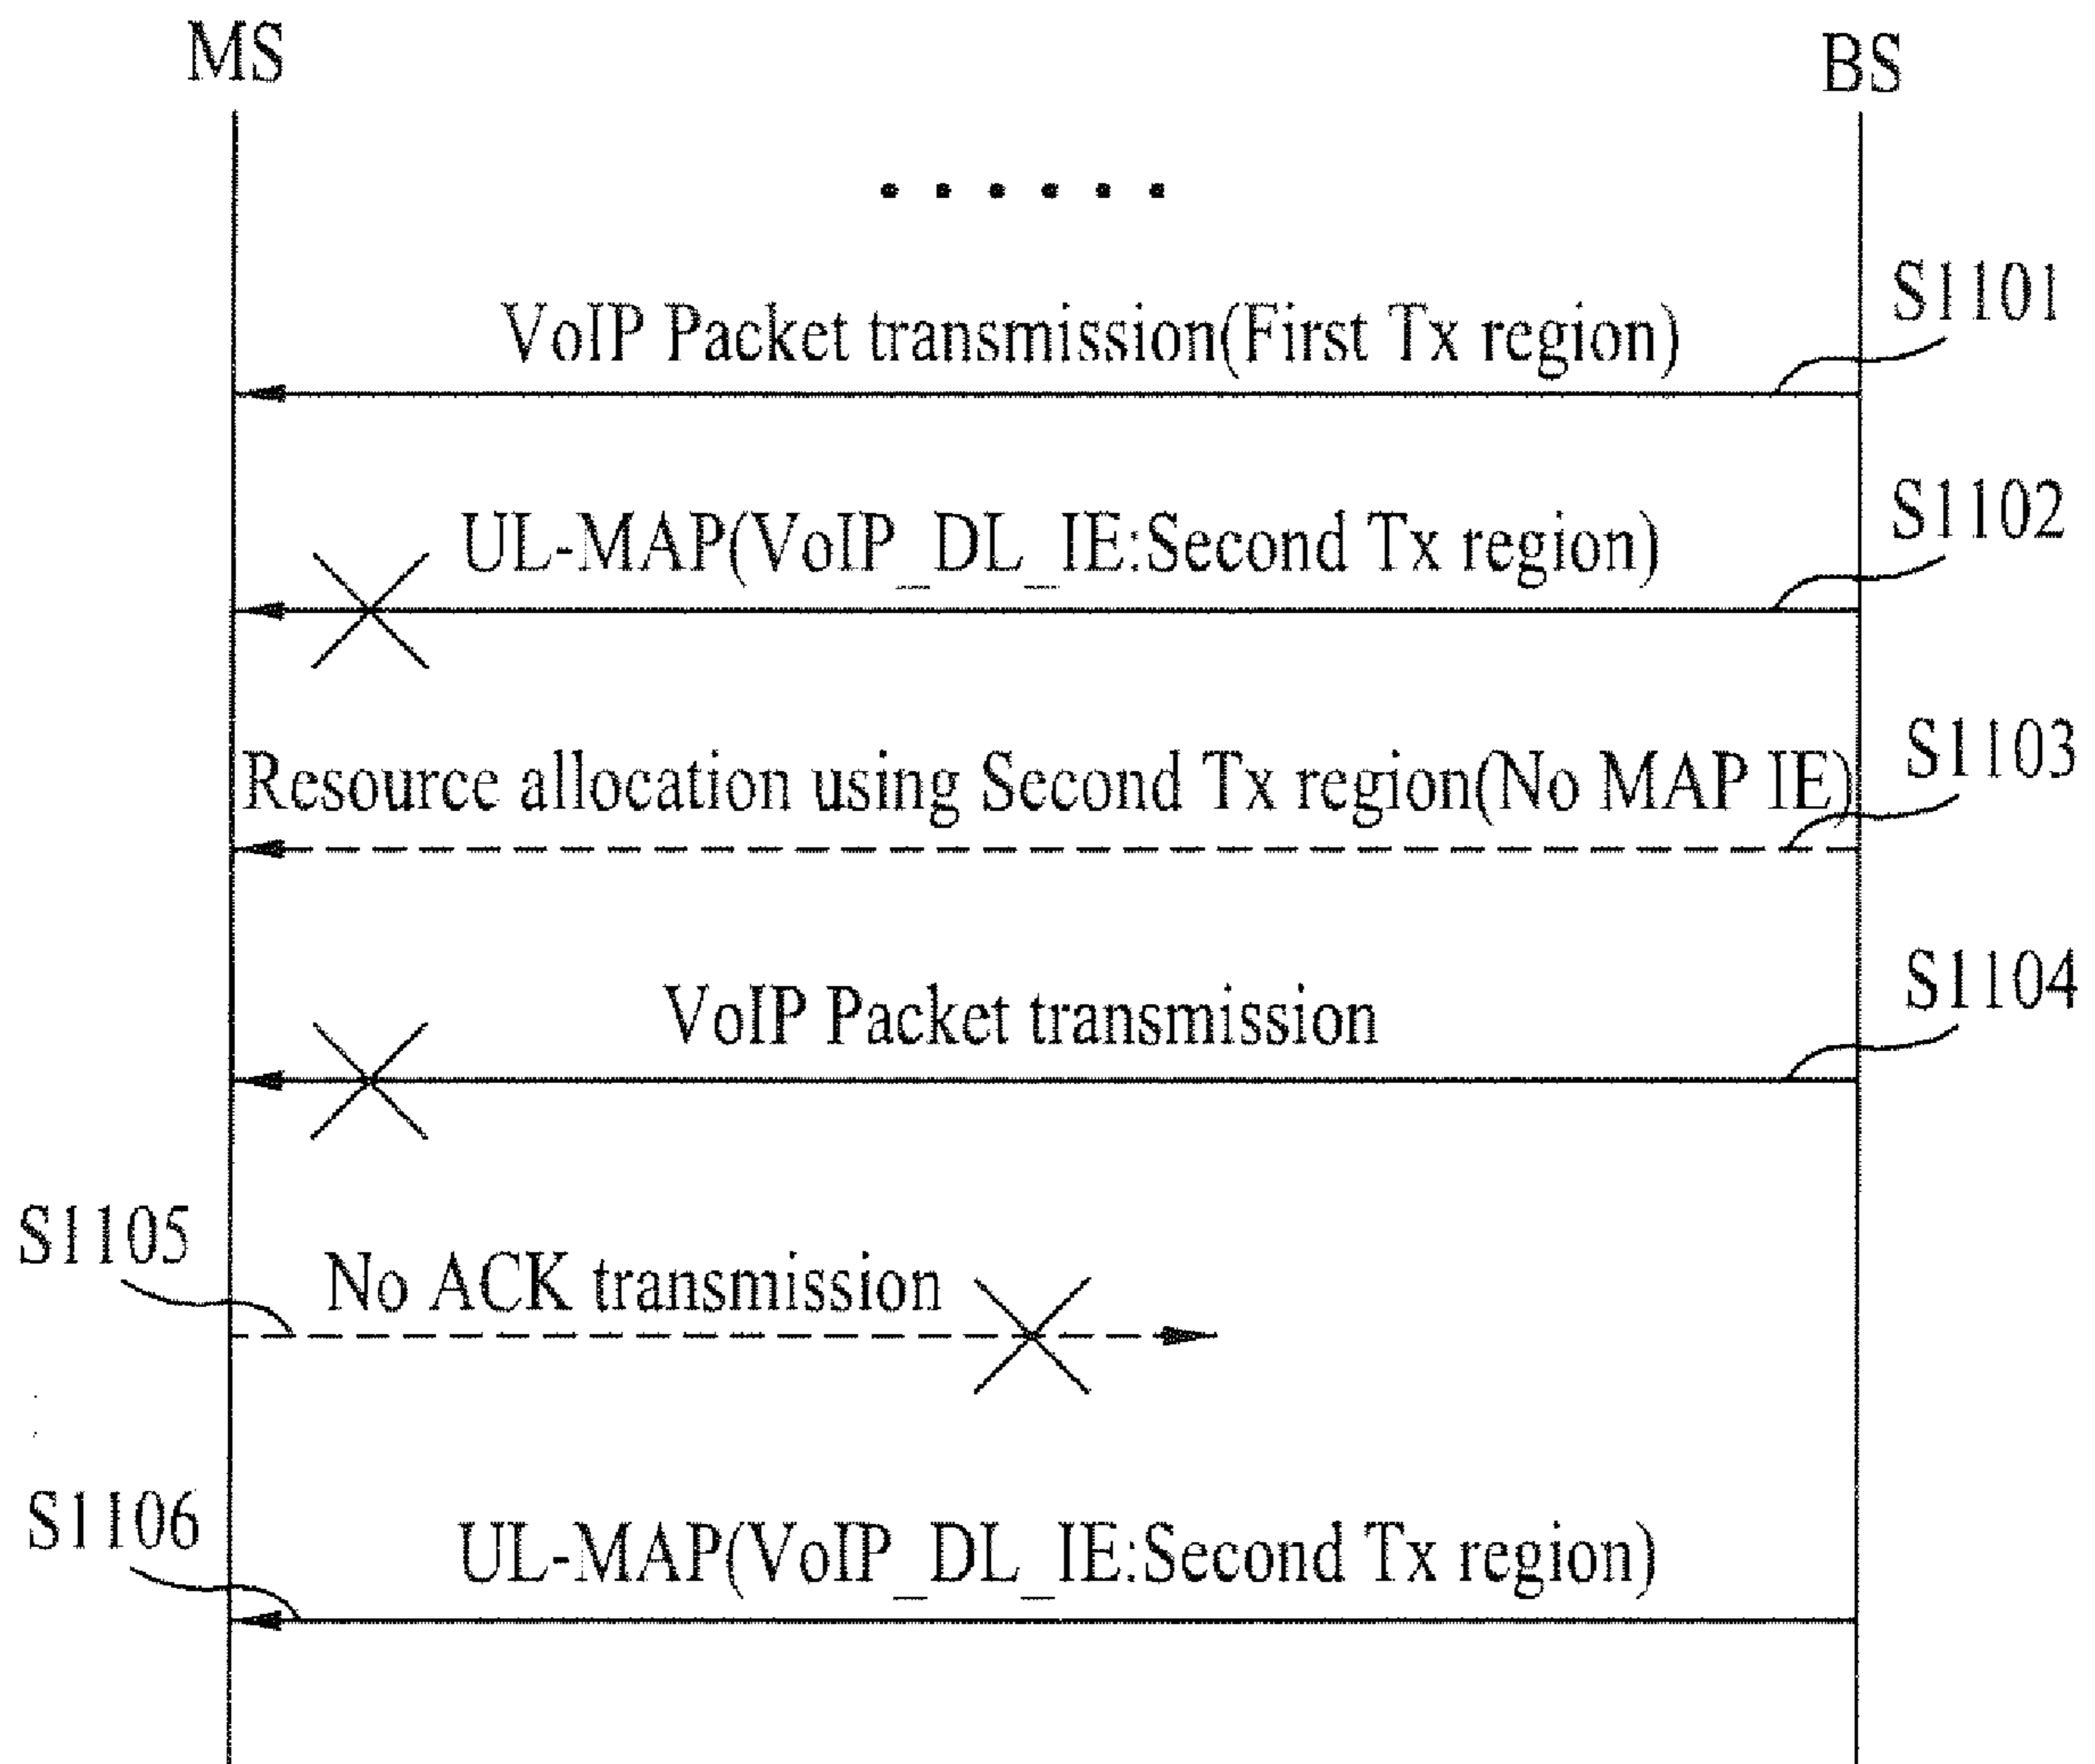 MS
BS
S1101
VoIP Packet transmission(First Tx region)
S1102
UL-MAP(VoIP_DL_IE:Second Tx region)
S1103
Resource allocation using Second Tx region(No MAP IE)
S1104
VoIP Packet transmission
S1105
No ACK transmission
S1106
UL-MAP(VoIP_DL_IE:Second Tx region)